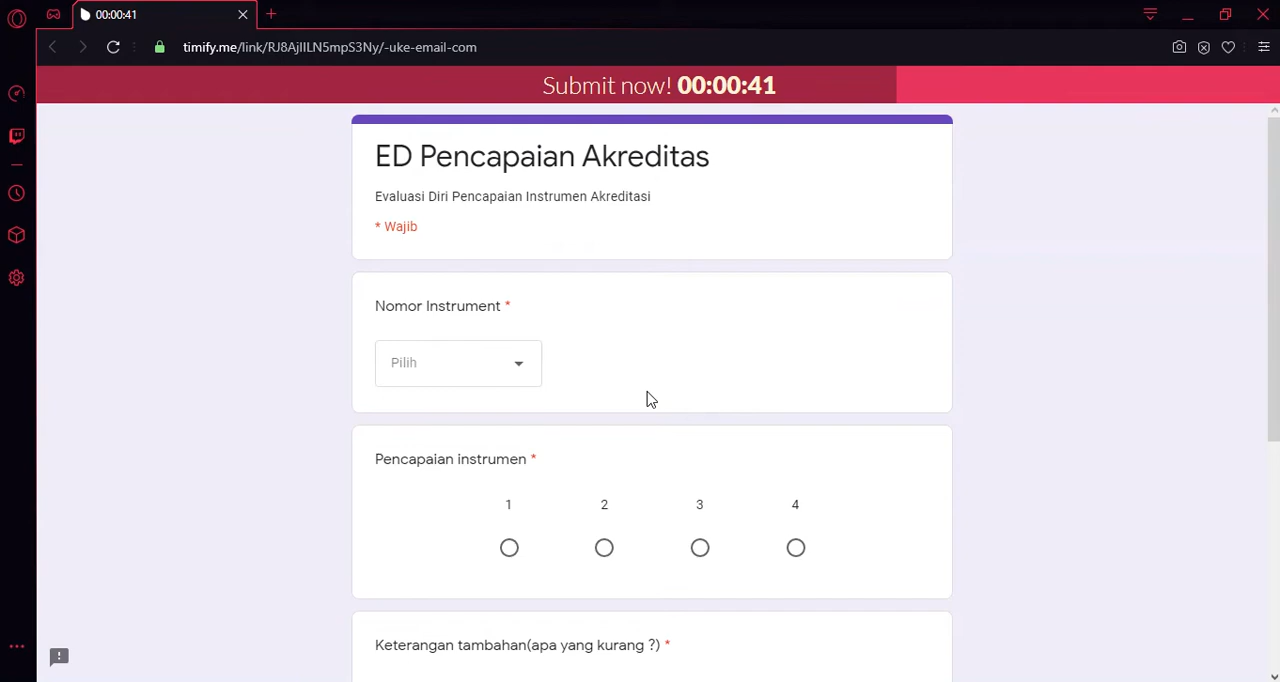 00:00:41
timify.me/link/RJ8AjIILN5mpS3Ny/-uke-email-com
Submit now! 00:00:41
ED Pencapaian Akreditas
Evaluasi Diri Pencapaian Instrumen Akreditasi
* Wajib
Nomor Instrument *
Pilih
Pencapaian instrumen *
1 2 3 4
Keterangan tambahan(apa yang kurang ?) *